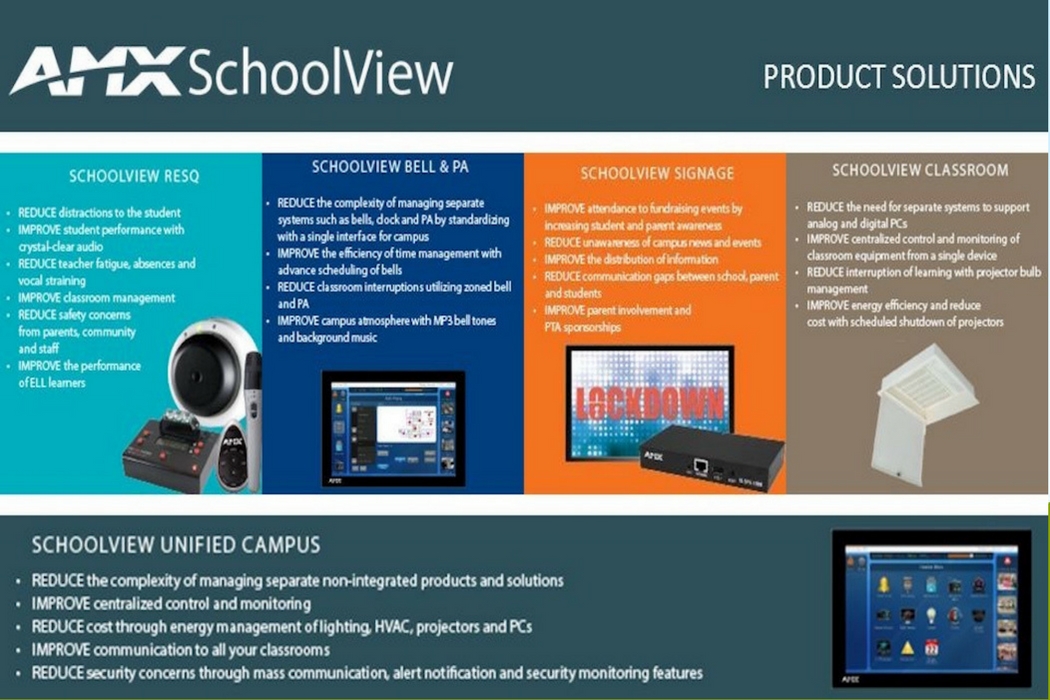 AMX SchoolView
PRODUCT SOLUTIONS
SCHOOLVIEW RESQ
• REDUCE distractions to the student
• IMPROVE student performance with
crystal-clear audio
• REDUCE teacher fatigue, absences and
vocal straining
• IMPROVE classroom management
• REDUCE safety concerns
from parents, community
and staff
• IMPROVE the performance
of ELL learners
AMX
SCHOOLVIEW BELL & PA
• REDUCE the complexity of managing separate
systems such as bells, clock and PA by standardizing
with a single interface for campus
• IMPROVE the efficiency of time management with
advance scheduling of bells
• REDUCE classroom interruptions utilizing zoned bell
and PA
• IMPROVE campus atmosphere with MP3 bell tones
and background music
AMX
SCHOOLVIEW SIGNAGE
• IMPROVE attendance to fundraising events by
increasing student and parent awareness
• REDUCE unawareness of campus news and events
• IMPROVE the distribution of information
• REDUCE communication gaps between school, parent
and students
• IMPROVE parent involvement and
PTA sponsorships
LOCKDOWN
AMX
SCHOOLVIEW CLASSROOM
• REDUCE the need for separate systems to support
analog and digital PCs
• IMPROVE centralized control and monitoring of
classroom equipment from a single device
• REDUCE interruption of learning with projector bulb
management
• IMPROVE energy efficiency and reduce
cost with scheduled shutdown of projectors
SCHOOLVIEW UNIFIED CAMPUS
• REDUCE the complexity of managing separate non-integrated products and solutions
• IMPROVE centralized control and monitoring
• REDUCE cost through energy management of lighting, HVAC, projectors and PCs
• IMPROVE communication to all your classrooms
• REDUCE security concerns through mass communication, alert notification and security monitoring features
22
AMX